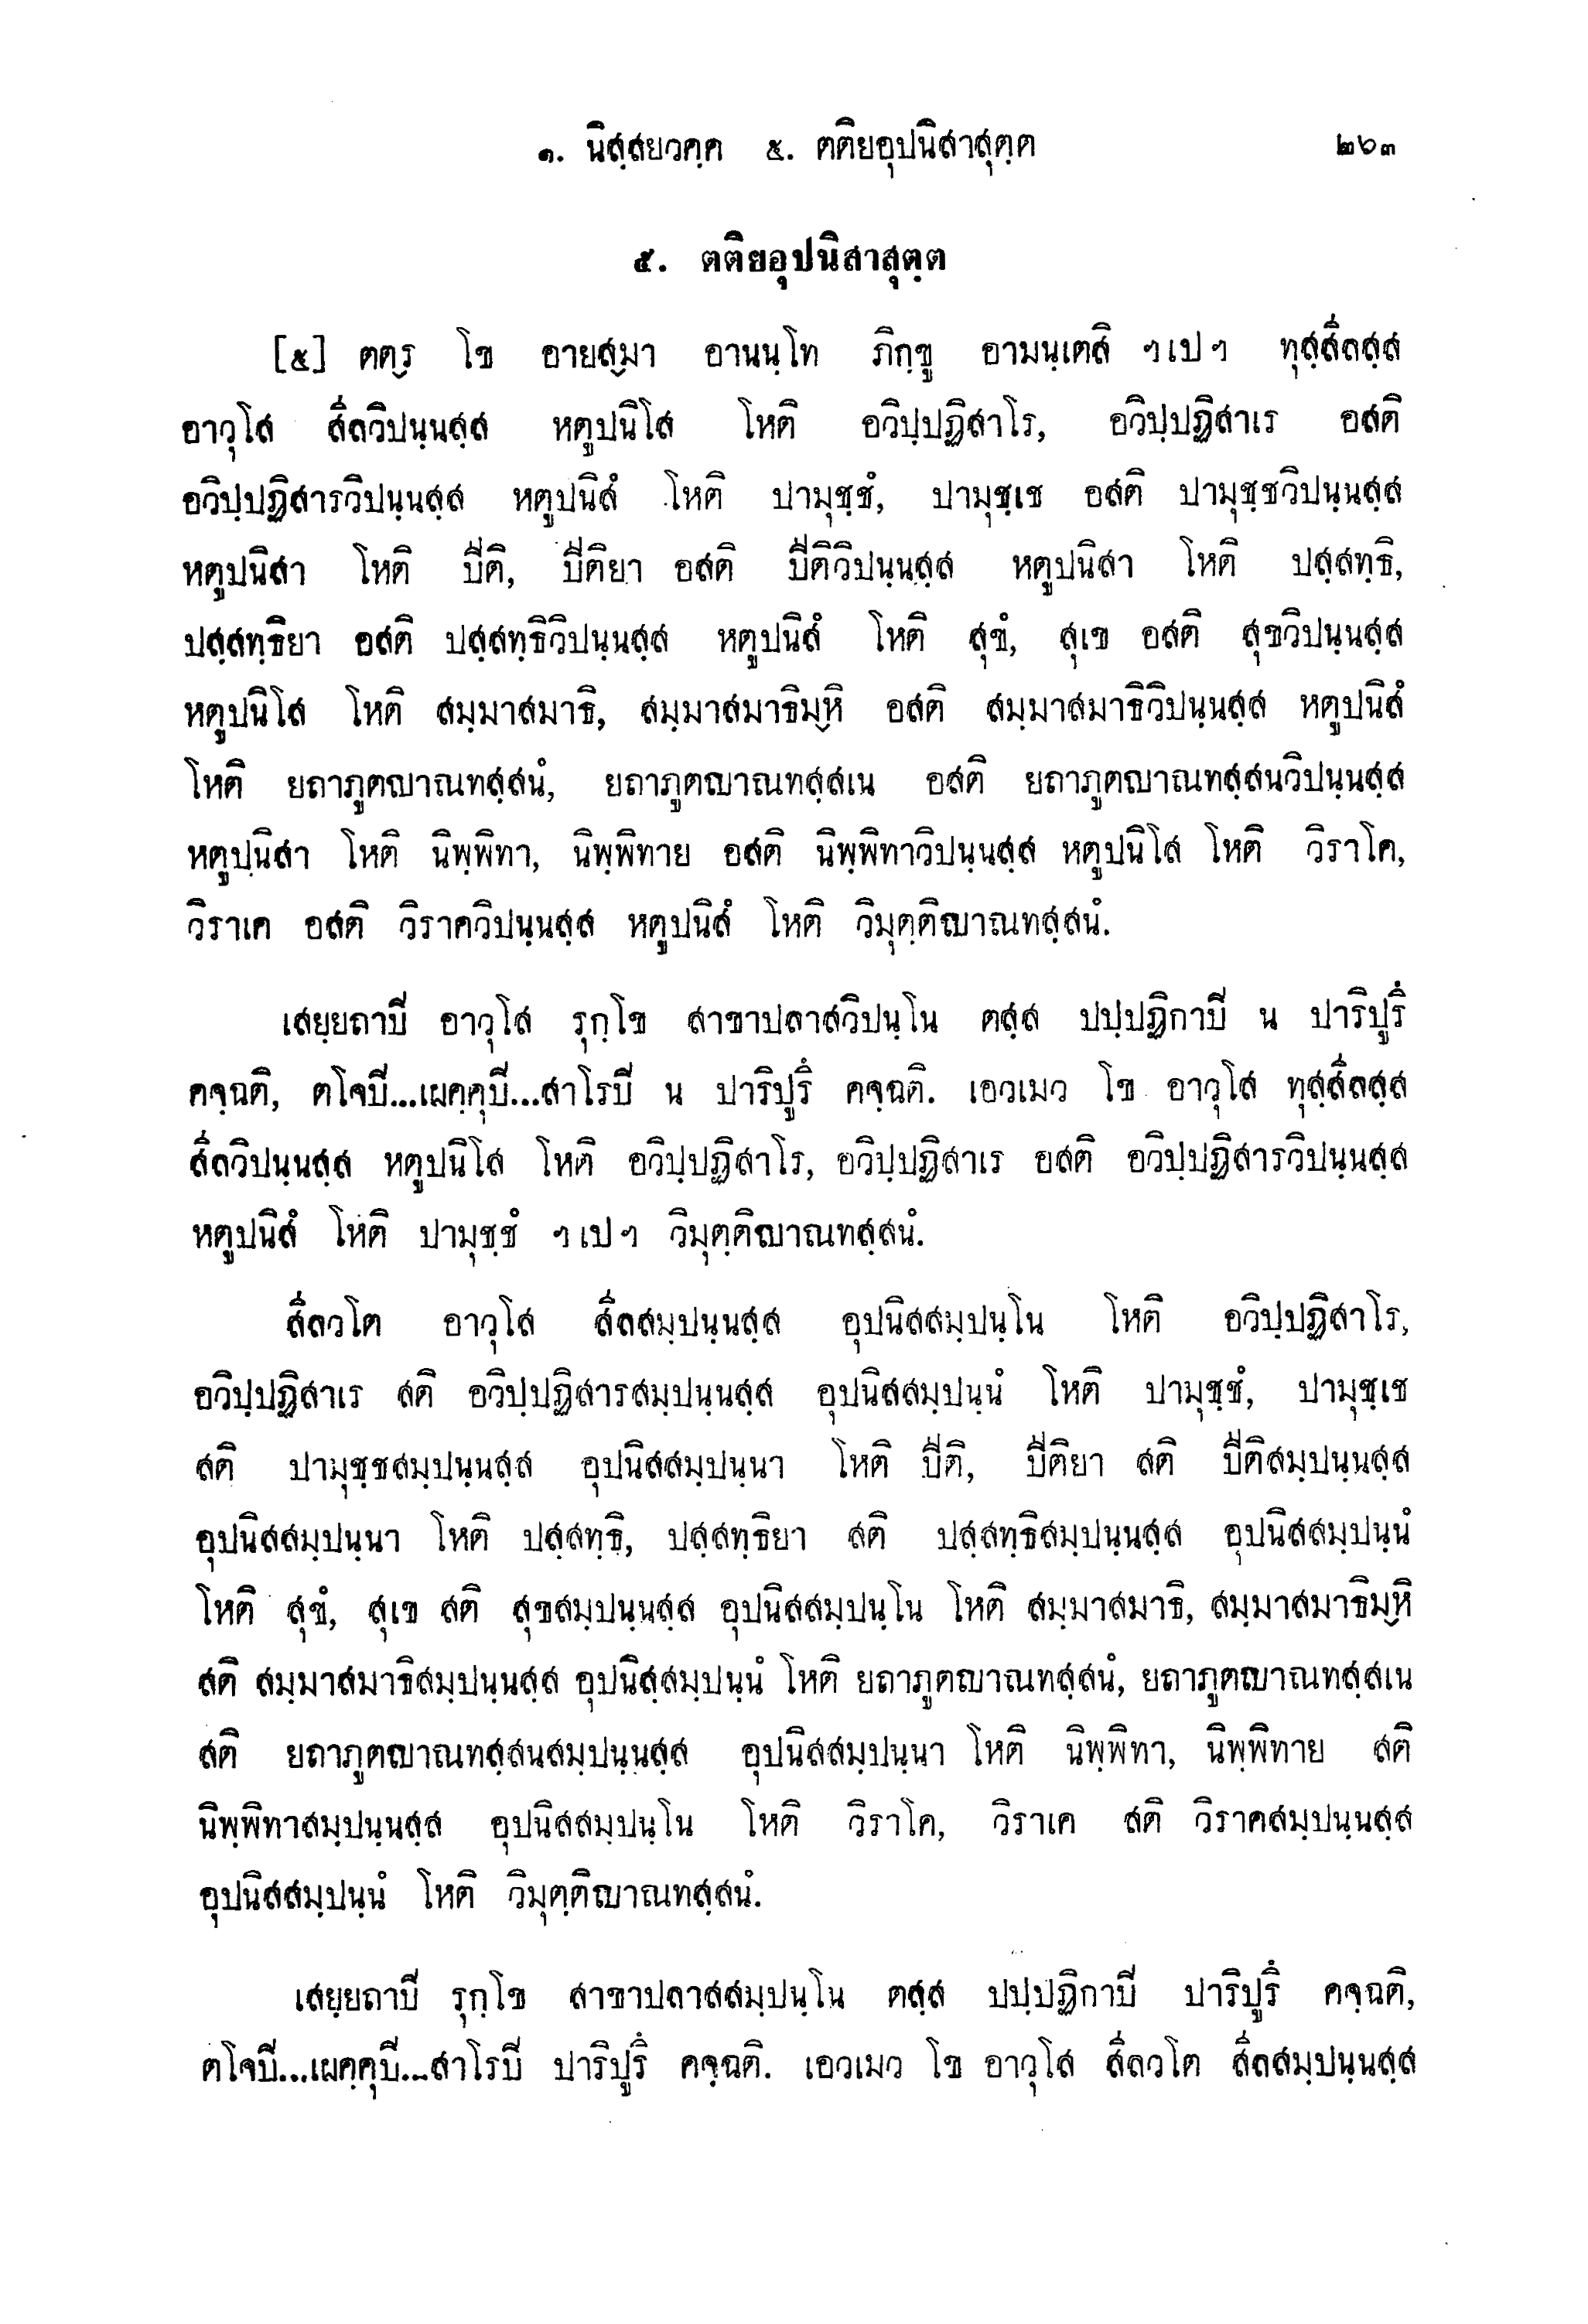 ๑. นิสฺสยวคฺค ๕. ตติยอุปนิสาสุตฺต ๒๖๓
๕. ตติยอุปนิสาสุตฺต
[๕] ตตฺร โข อายสฺมา อานนฺโท ภิกฺขู อามนฺเตสิ ฯเปฯ ทุสฺสีลสฺส
อาวุโส สีลวิปนฺนสฺส หตูปนิโส โหติ อวิปฺปฏิสาโร, อวิปฺปฏิสาเร อสติ
อวิปฺปฏิสารวิปนฺนสฺส หตูปนิสํ โหติ ปามุชฺชํ, ปามุชฺเช อสติ ปามุชฺชวิปนฺนสฺส
หตูปนิสา โหติ ปีติ, ปีติยา อสติ ปีติวิปนฺนสฺส หตูปนิสา โหติ ปสฺสทฺธิ,
ปสฺสทฺธิยา อสติ ปสฺสทฺธิวิปนฺนสฺส หตูปนิสํ โหติ สุขํ, สุเข อสติ สุขวิปนฺนสฺส
หตูปนิโส โหติ สมฺมาสมาธิ, สมฺมาสมาธิมฺหิ อสติ สมฺมาสมาธิวิปนฺนสฺส หตูปนิสํ
โหติ ยถาภูตญาณทสฺสนํ, ยถาภูตญาณทสฺสเน อสติ ยถาภูตญาณทสฺสนวิปนฺนสฺส
หตูปนิสา โหติ นิพฺพิทา, นิพฺพิทาย อสติ นิพฺพิทาวิปนฺนสฺส หตูปนิโส โหติ วิราโค,
วิราเค อสติ วิราควิปนฺนสฺส หตูปนิสํ โหติ วิมุตฺติญาณทสฺสนํ.
เสยฺยถาปิ อาวุโส รุกฺโข สาขาปลาสวิปนฺโน ตสฺส ปปฺปฏิกาปิ น ปาริปูรึ
คจฺฉติ, ตโจปิ...เผคฺคุปิ...สาโรปิ น ปาริปูรึ คจฺฉติ. เอวเมว โข อาวุโส ทุสฺสีลสฺส
สีลวิปนฺนสฺส หตูปนิโส โหติ อวิปฺปฏิสาโร, อวิปฺปฏิสาเร อสติ อวิปฺปฏิสารวิปนฺนสฺส
หตูปนิสํ โหติ ปามุชฺชํ ฯเปฯ วิมุตฺติญาณทสฺสนํ.
สีลวโต อาวุโส สีลสมฺปนฺนสฺส อุปนิสสมฺปนฺโน โหติ อวิปฺปฏิสาโร,
อวิปฺปฏิสาเร สติ อวิปฺปฏิสารสมฺปนฺนสฺส อุปนิสสมฺปนฺนํ โหติ ปามุชฺชํ, ปามุชฺเช
สติ ปามุชฺชสมฺปนฺนสฺส อุปนิสสมฺปนฺนา โหติ ปีติ, ปีติยา สติ ปีติสมฺปนฺนสฺส
อุปนิสสมฺปนฺนา โหติ ปสฺสทฺธิ, ปสฺสทฺธิยา สติ ปสฺสทฺธิสมฺปนฺนสฺส อุปนิสสมฺปนฺนํ
โหติ สุขํ, สุเข สติ สุขสมฺปนฺนสฺส อุปนิสสมฺปนฺโน โหติ สมฺมาสมาธิ, สมฺมาสมาธิมฺหิ
สติ สมฺมาสมาธิสมฺปนฺนสฺส อุปนิสฺสมฺปนฺนํ โหติ ยถาภูตญาณทสฺสนํ, ยถาภูตญาณทสฺสเน
สติ ยถาภูตญาณทสฺสนสมฺปนฺนสฺส อุปนิสสมฺปนฺนา โหติ นิพฺพิทา, นิพฺพิทาย สติ
นิพฺพิทาสมฺปนฺนสฺส อุปนิสสมฺปนฺโน โหติ วิราโค, วิราเค สติ วิราคสมฺปนฺนสฺส
อุปนิสสมฺปนฺนํ โหติ วิมุตฺติญาณทสฺสนํ.
เสยฺยถาปิ รุกฺโข สาขาปลาสสมฺปนฺโน ตสฺส ปปฺปฏิกาปิ ปาริปูรึ คจฺฉติ,
ตโจปิ...เผคฺคุปิ...สาโรปิ ปาริปูรึ คจฺฉติ. เอวเมว โข อาวุโส สีลวโต สีลสมฺปนฺนสฺส